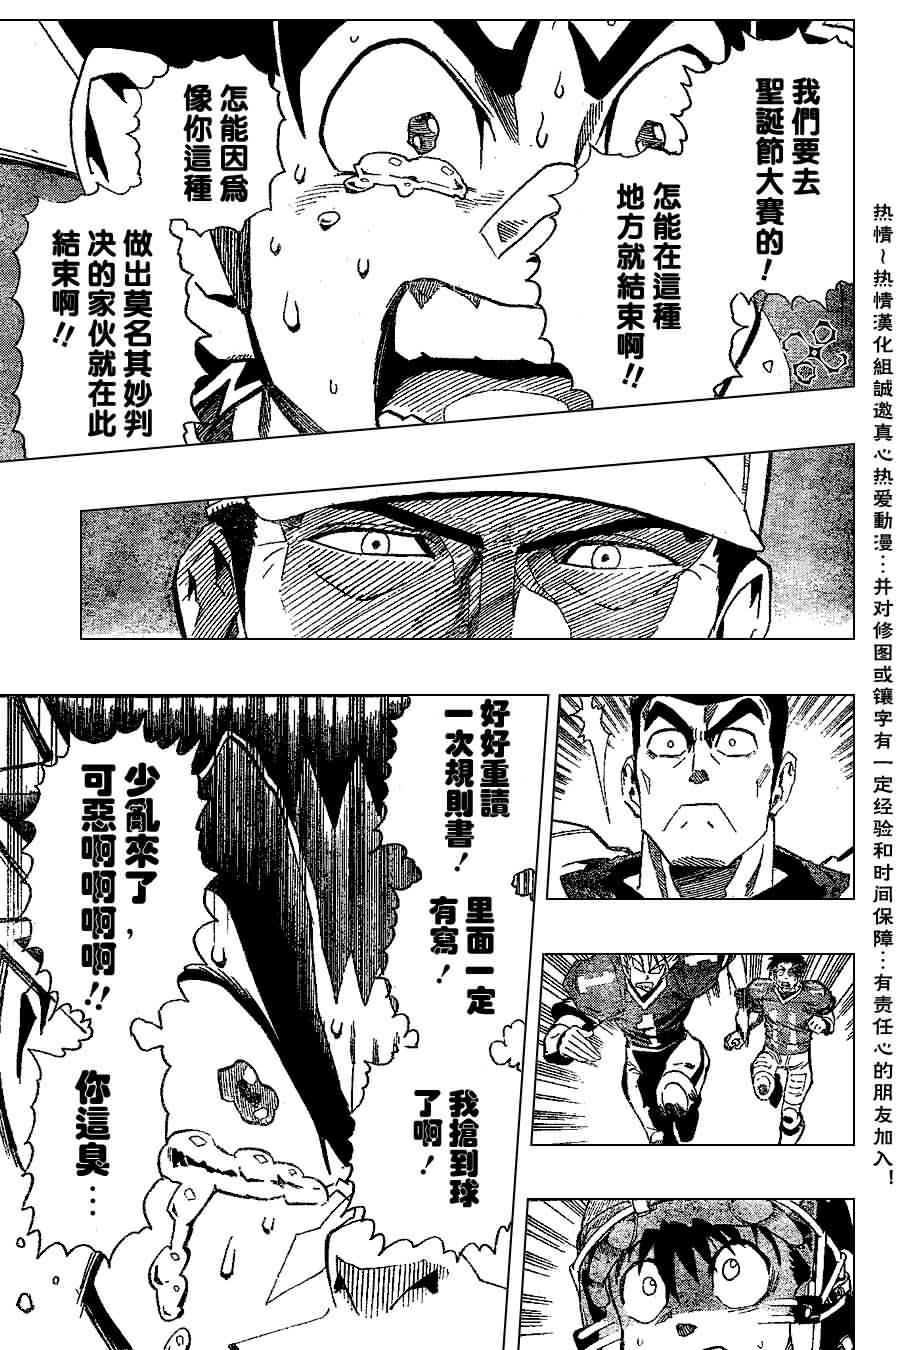 我們要去
聖誕節大賽的！
怎能在這種
地方就結束啊！！
怎能因為
像你這種
做出莫名其妙判
决的家伙就在此
結束啊！！
好好重讀
一次規則書！
里面一定
有寫！
我搶到球
了啊！
少亂來了，
可惡啊啊啊啊！！
你這臭…
热情～热情漢化組誠邀真心热爱動漫…并对修图或镶字有一定经验和时间保障…有责任心的朋友加入！